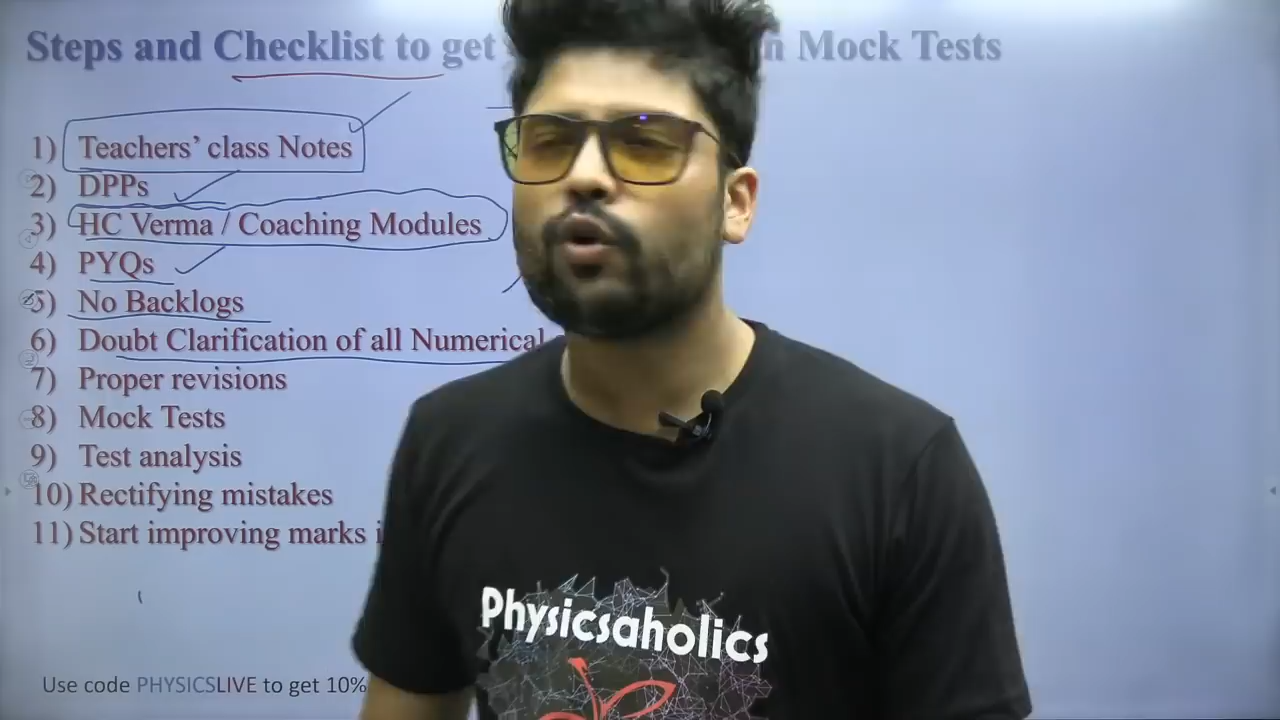 Steps and Checklist to get Mock Tests
1) Teachers’ class Notes
2) DPPs
3) HC Verma / Coaching Modules
4) PYQs
5) No Backlogs
6) Doubt Clarification of all Numerical
7) Proper revisions
8) Mock Tests
9) Test analysis
10) Rectifying mistakes
11) Start improving marks
Physicsaholics
Use code PHYSICSLIVE to get 10%